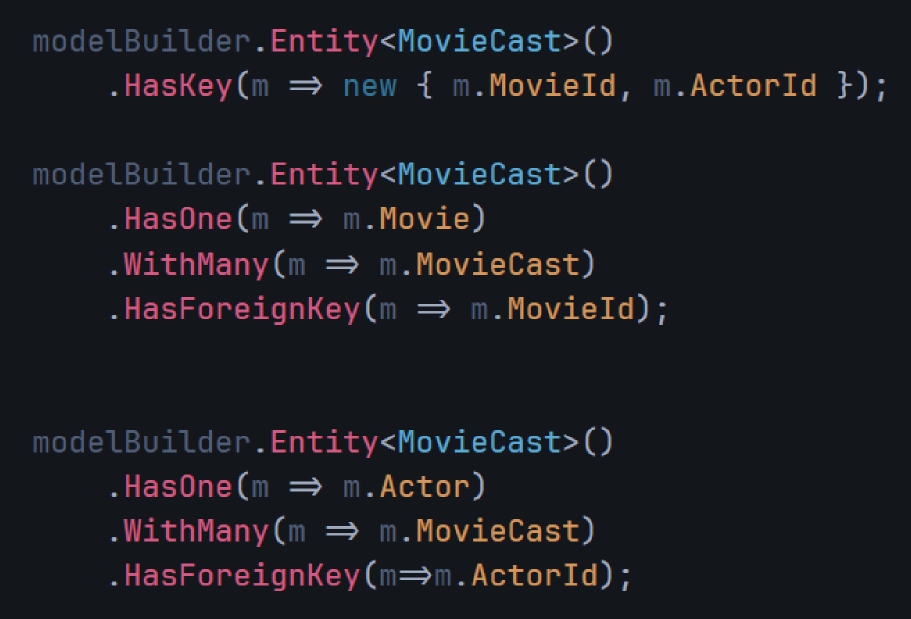 modelBuilder.Entity<MovieCast>()
.HasKey(m => new { m.MovieId, m.ActorId });
modelBuilder.Entity<MovieCast>()
.HasOne(m => m.Movie)
.WithMany(m => m.MovieCast)
.HasForeignKey(m => m.MovieId);
modelBuilder.Entity<MovieCast>()
.HasOne(m => m.Actor)
.WithMany(m => m.MovieCast)
.HasForeignKey(m=>m.ActorId);